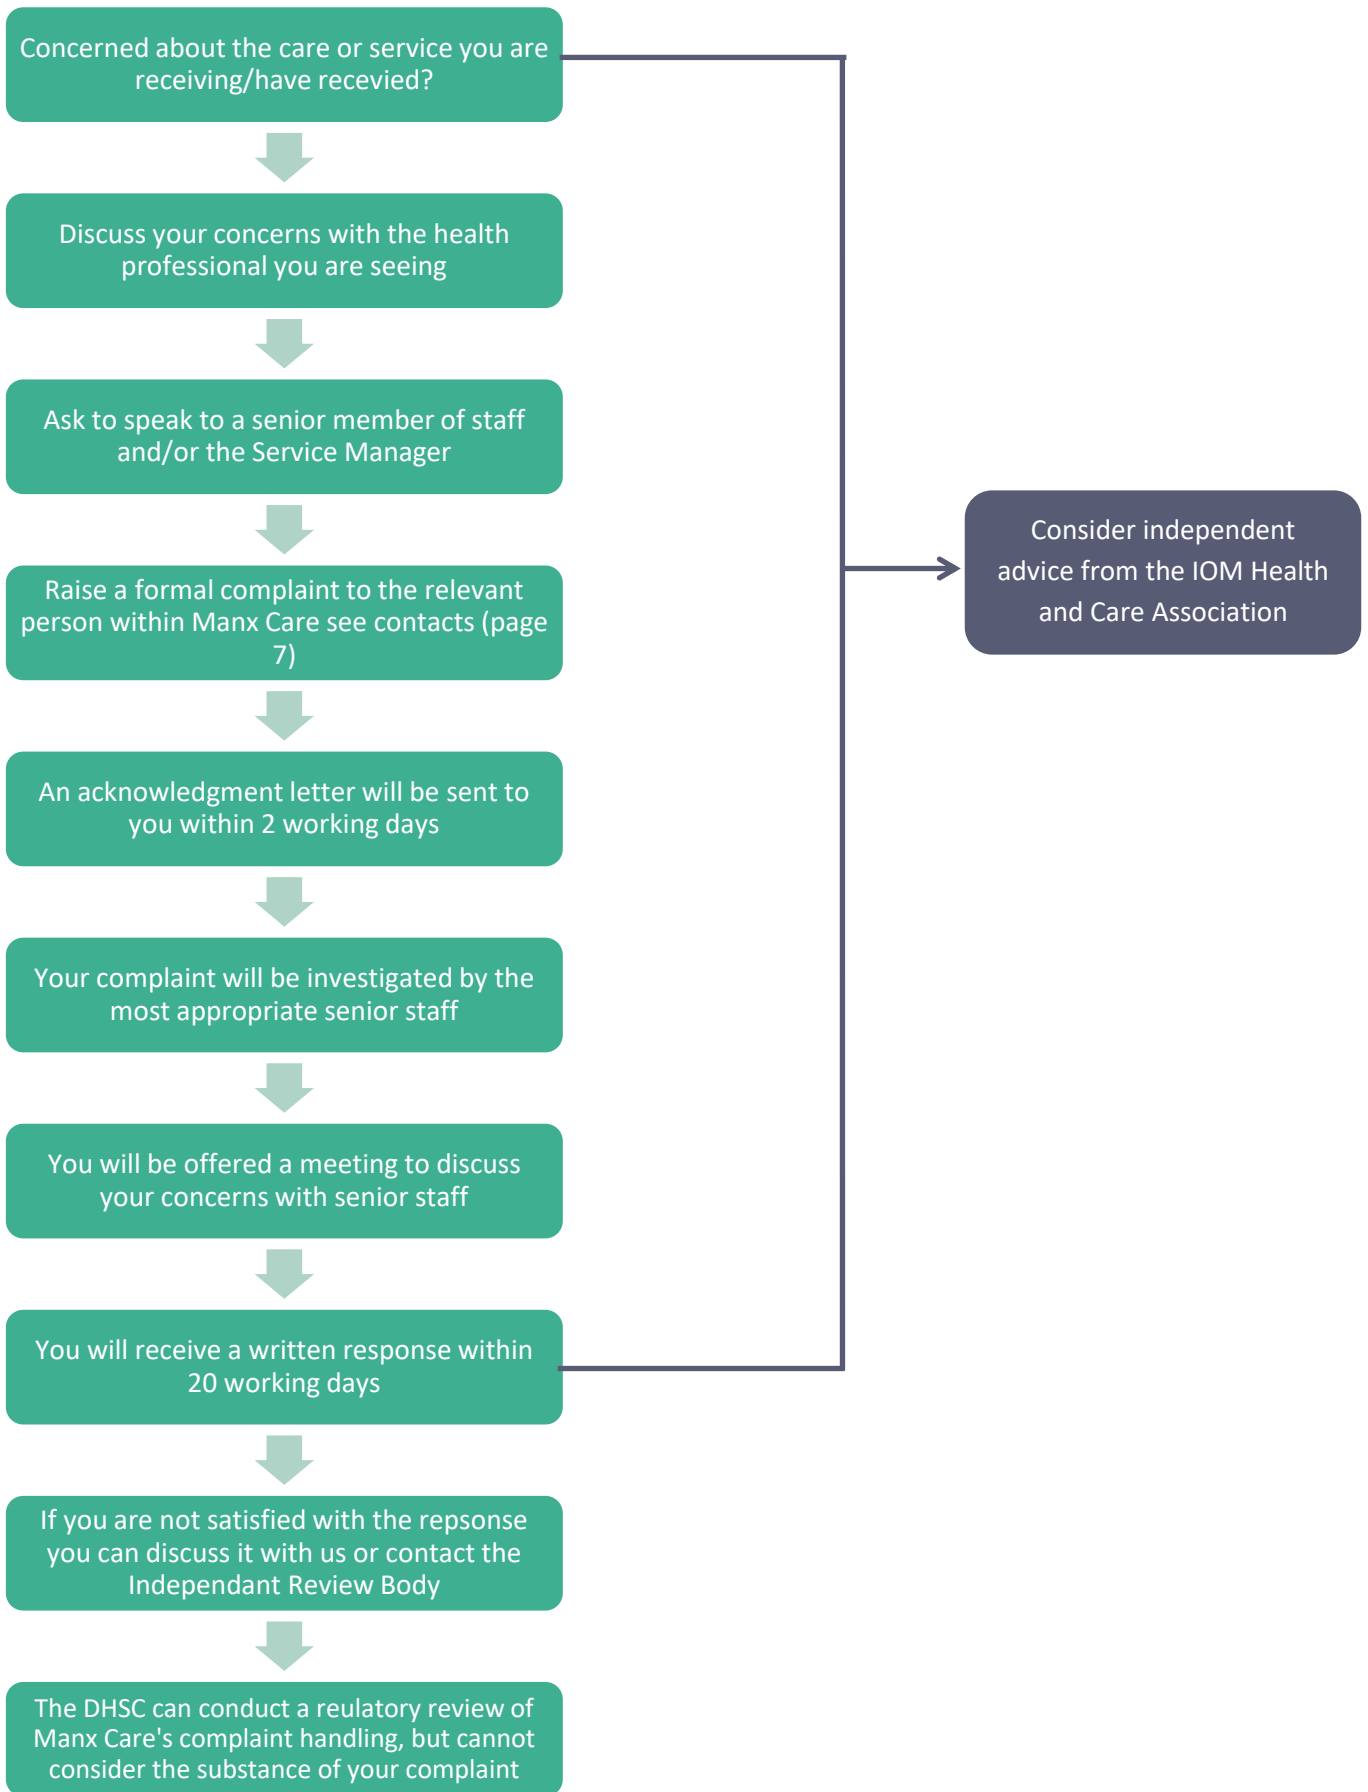 Concerned about the care or service you are
receiving/have recevied?
Discuss your concerns with the health
professional you are seeing
Ask to speak to a senior member of staff
and/or the Service Manager
Raise a formal complaint to the relevant
person within Manx Care see contacts (page
7)
An acknowledgment letter will be sent to
you within 2 working days
Your complaint will be investigated by the
most appropriate senior staff
You will be offered a meeting to discuss
your concerns with senior staff
You will receive a written response within
20 working days
If you are not satisfied with the repsonse
you can discuss it with us or contact the
Independant Review Body
The DHSC can conduct a reulatory review of
Manx Care's complaint handling, but cannot
consider the substance of your complaint
Consider independent
advice from the IOM Health
and Care Association